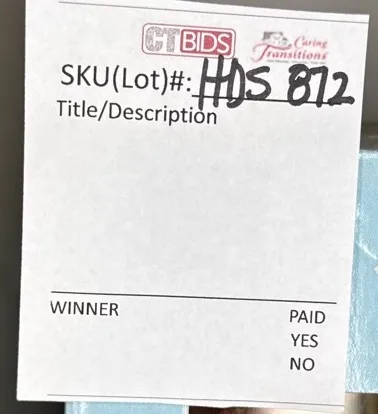 CTBIDS
Caring
Transitions
SKU(Lot)#: HDS 872
Title/Description
WINNER
PAID
YES
NO